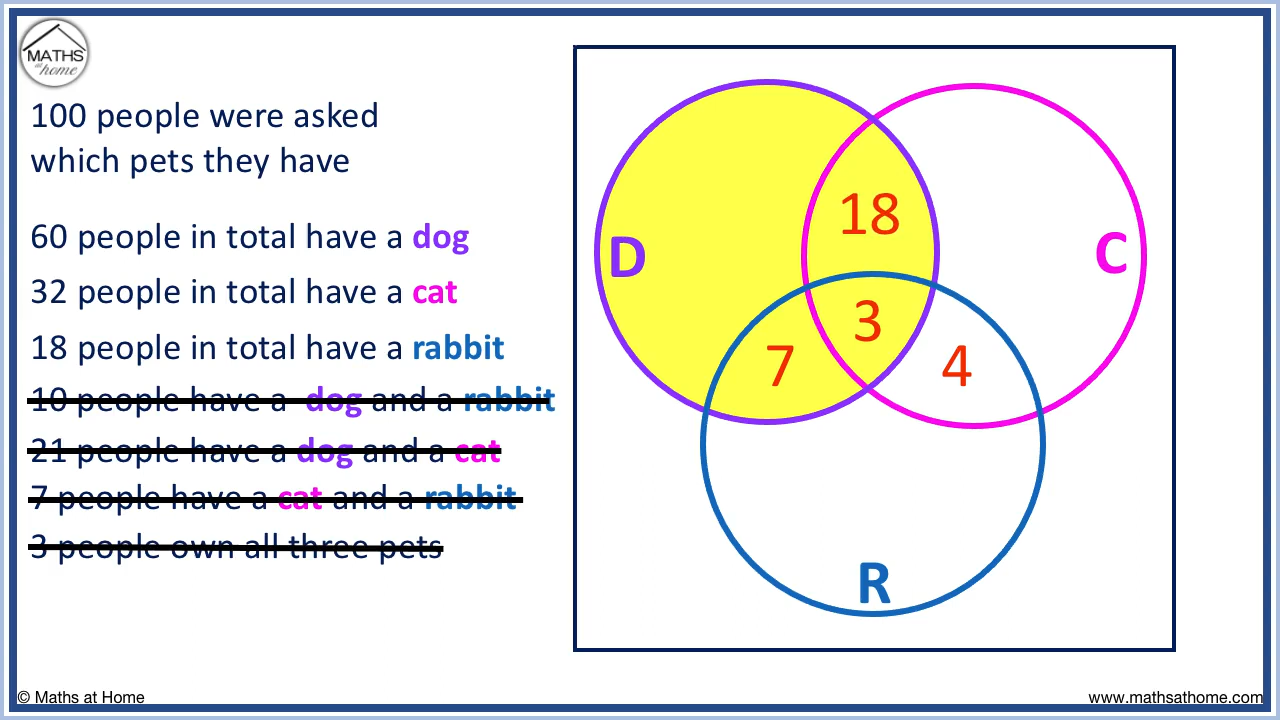 MATHS
at home
100 people were asked
which pets they have
60 people in total have a dog
32 people in total have a cat
18 people in total have a rabbit
10 people have a dog and a rabbit
21 people have a dog and a cat
7 people have a cat and a rabbit
3 people own all three pets
18
D
C
3
7
4
R
© Maths at Home
www.mathsathome.com